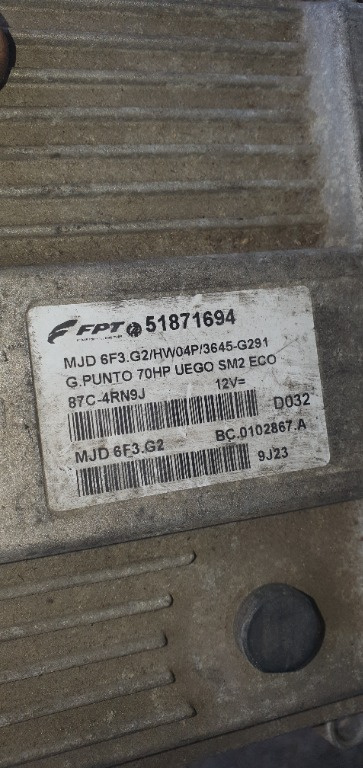 FPT 51871694
MJD 6F3.G2/HW04P/3645-G291
G.PUNTO 70HP UEGO SM2 ECO
87C-4RN9J 12V=
D032
MJD 6F3.G2 BC.0102867.A
9J23